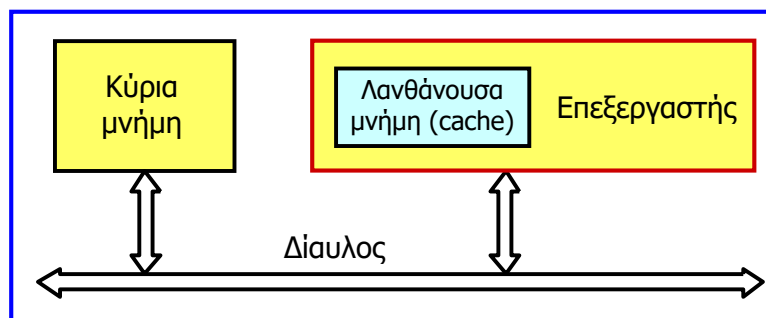 Κύρια
μνήμη
Λανθάνουσα
μνήμη (cache)
Επεξεργαστής
Δίαυλος